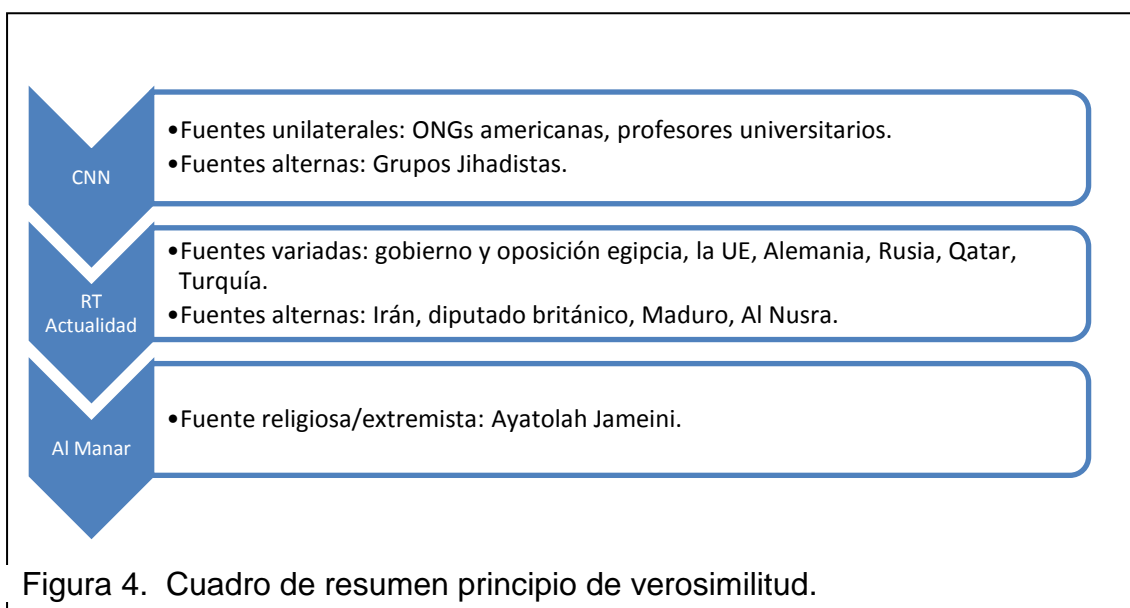 CNN
•Fuentes unilaterales: ONGs americanas, profesores universitarios.
•Fuentes alternas: Grupos Jihadistas.
RT
Actualidad
•Fuentes variadas: gobierno y oposición egipcia, la UE, Alemania, Rusia, Qatar,
Turquía.
•Fuentes alternas: Irán, diputado británico, Maduro, Al Nusra.
Al Manar
•Fuente religiosa/extremista: Ayatolah Jameini.
Figura 4. Cuadro de resumen principio de verosimilitud.